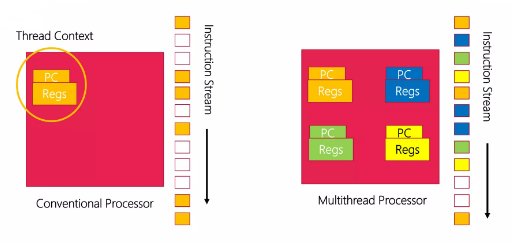 Thread Context
PC
Regs
Instruction Stream
Conventional Processor
PC
Regs
PC
Regs
PC
Regs
PC
Regs
Instruction Stream
Multithread Processor